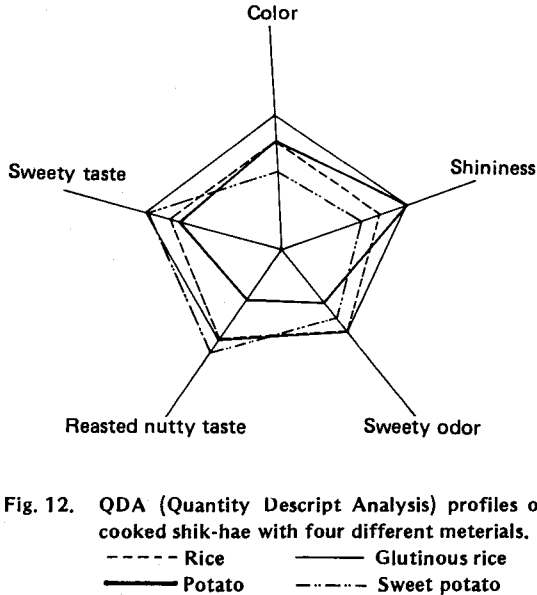 Color
Shininess
Sweety taste
Reasted nutty taste
Sweety odor
Fig. 12. QDA (Quantity Descript Analysis) profiles o
cooked shik-hae with four different meterials.
Rice Glutinous rice
Potato Sweet potato